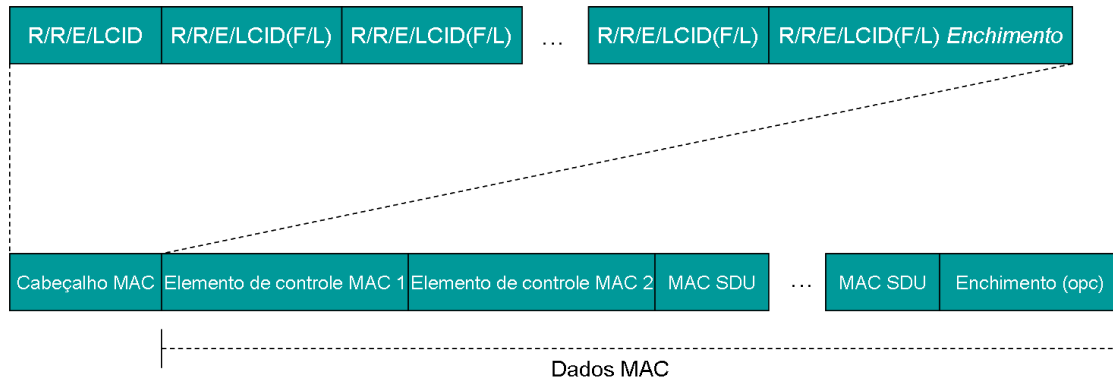 R/R/E/LCID R/R/E/LCID(F/L) R/R/E/LCID(F/L) ... R/R/E/LCID(F/L) R/R/E/LCID(F/L) Enchimento
Cabeçalho MAC Elemento de controle MAC 1 Elemento de controle MAC 2 MAC SDU ... MAC SDU Enchimento (opc)
Dados MAC